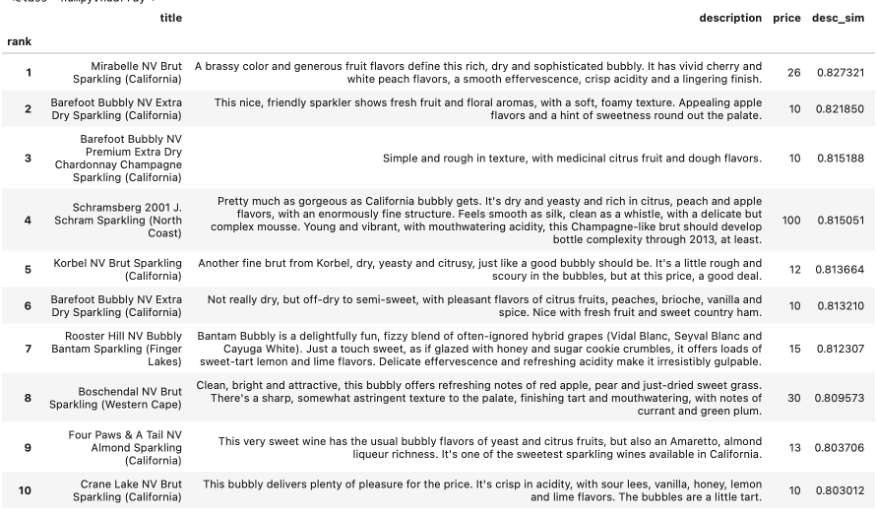 title description price desc_sim
rank
1
Mirabelle NV Brut
Sparkling (California)
A brassy color and generous fruit flavors define this rich, dry and sophisticated bubbly. It has vivid cherry and
white peach flavors, a smooth effervescence, crisp acidity and a lingering finish.
26 0.827321
2
Barefoot Bubbly NV Extra
Dry Sparkling (California)
This nice, friendly sparkler shows fresh fruit and floral aromas, with a soft, foamy texture. Appealing apple
flavors and a hint of sweetness round out the palate.
10 0.821850
3
Barefoot Bubbly NV
Premium Extra Dry
Chardonnay Champagne
Sparkling (California)
Simple and rough in texture, with medicinal citrus fruit and dough flavors.
10 0.815188
4
Schramsberg 2001 J.
Schram Sparkling (North
Coast)
Pretty much as gorgeous as California bubbly gets. It's dry and yeasty and rich in citrus, peach and apple
flavors, with an enormously fine structure. Feels smooth as silk, clean as a whistle, with a delicate but
complex mousse. Young and vibrant, with mouthwatering acidity, this Champagne-like brut should develop
bottle complexity through 2013, at least.
100 0.815051
5
Korbel NV Brut Sparkling
(California)
Another fine brut from Korbel, dry, yeasty and citrusy, just like a good bubbly should be. It's a little rough and
scoury in the bubbles, but at this price, a good deal.
12 0.813664
6
Barefoot Bubbly NV Extra
Dry Sparkling (California)
Not really dry, but off-dry to semi-sweet, with pleasant flavors of citrus fruits, peaches, brioche, vanilla and
spice. Nice with fresh fruit and sweet country ham.
10 0.813210
7
Rooster Hill NV Bubbly
Bantam Sparkling (Finger
Lakes)
Bantam Bubbly is a delightfully fun, fizzy blend of often-ignored hybrid grapes (Vidal Blanc, Seyval Blanc and
Cayuga White). Just a touch sweet, as if glazed with honey and sugar cookie crumbles, it offers loads of
sweet-tart lemon and lime flavors. Delicate effervescence and refreshing acidity make it irresistibly gulpable.
15 0.812307
8
Boschendal NV Brut
Sparkling (Western Cape)
Clean, bright and attractive, this bubbly offers refreshing notes of red apple, pear and just-dried sweet grass.
There's a sharp, somewhat astringent texture to the palate, finishing tart and mouthwatering, with notes of
currant and green plum.
30 0.809573
9
Four Paws & A Tail NV
Almond Sparkling
(California)
This very sweet wine has the usual bubbly flavors of yeast and citrus fruits, but also an Amaretto, almond
liqueur richness. It's one of the sweetest sparkling wines available in California.
13 0.803706
10
Crane Lake NV Brut
Sparkling (California)
This bubbly delivers plenty of pleasure for the price. It's crisp in acidity, with sour lees, vanilla, honey, lemon
and lime flavors. The bubbles are a little tart.
10 0.803012